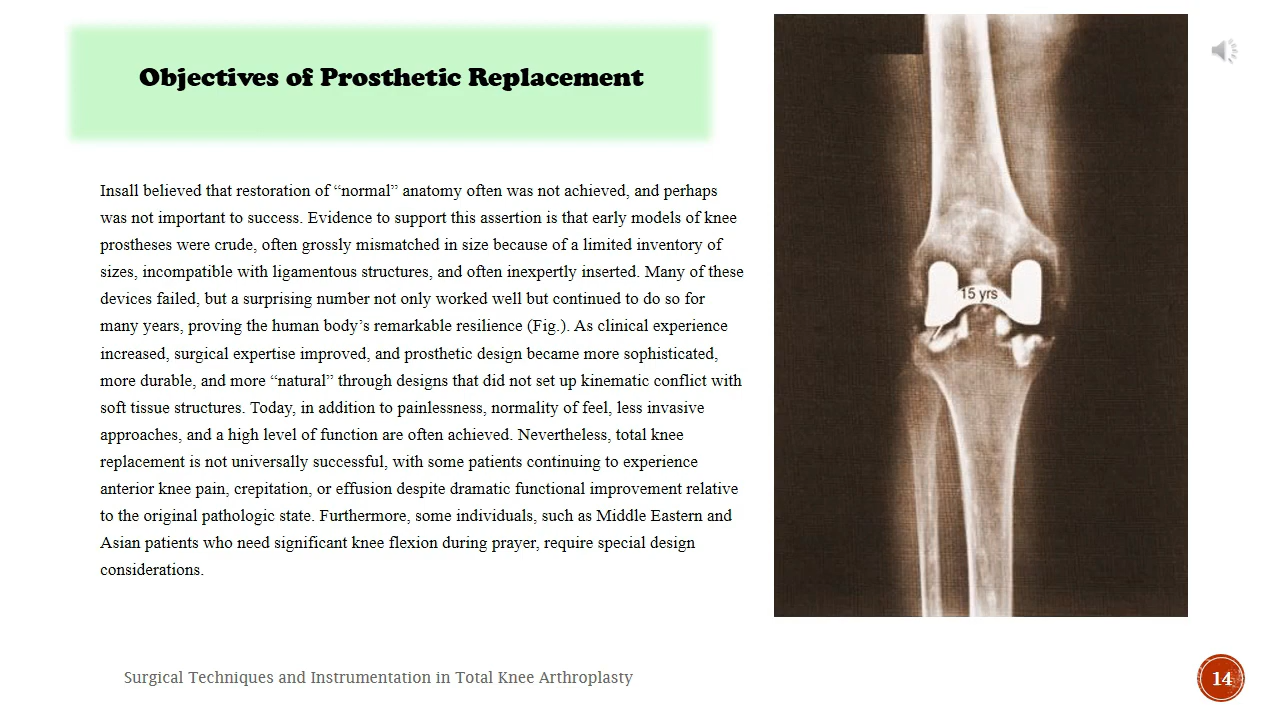 Objectives of Prosthetic Replacement
Insall believed that restoration of “normal” anatomy often was not achieved, and perhaps
was not important to success. Evidence to support this assertion is that early models of knee
prostheses were crude, often grossly mismatched in size because of a limited inventory of
sizes, incompatible with ligamentous structures, and often inexpertly inserted. Many of these
devices failed, but a surprising number not only worked well but continued to do so for
many years, proving the human body’s remarkable resilience (Fig.). As clinical experience
increased, surgical expertise improved, and prosthetic design became more sophisticated,
more durable, and more “natural” through designs that did not set up kinematic conflict with
soft tissue structures. Today, in addition to painlessness, normality of feel, less invasive
approaches, and a high level of function are often achieved. Nevertheless, total knee
replacement is not universally successful, with some patients continuing to experience
anterior knee pain, crepitation, or effusion despite dramatic functional improvement relative
to the original pathologic state. Furthermore, some individuals, such as Middle Eastern and
Asian patients who need significant knee flexion during prayer, require special design
considerations.
15 yrs
Surgical Techniques and Instrumentation in Total Knee Arthroplasty
14